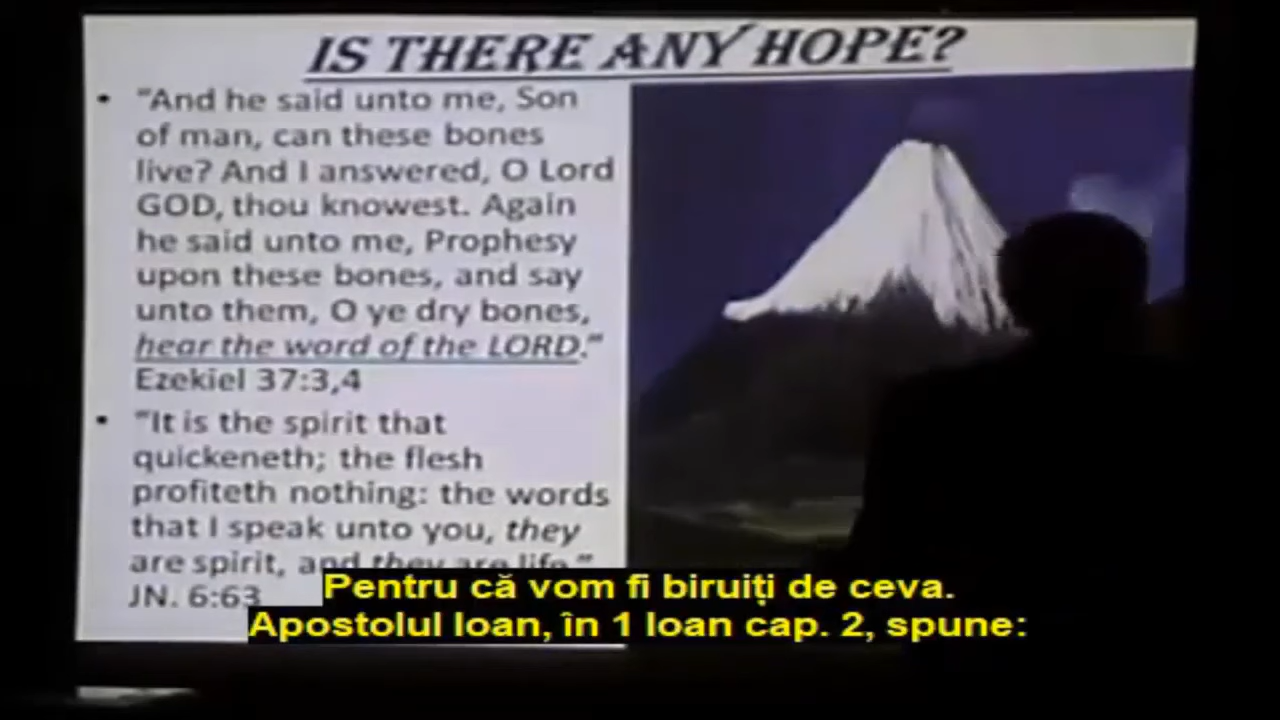 IS THERE ANY HOPE?
• "And he said unto me, Son
of man, can these bones
live? And I answered, O Lord
GOD, thou knowest. Again
he said unto me, Prophesy
upon these bones, and say
unto them, O ye dry bones,
hear the word of the LORD."
Ezekiel 37:3,4
• "It is the spirit that
quickeneth; the flesh
profiteth nothing: the words
that I speak unto you, they
are spirit, and they are life."
JN. 6:63
Pentru că vom fi biruiți de ceva.
Apostolul Ioan, în 1 Ioan cap. 2, spune: